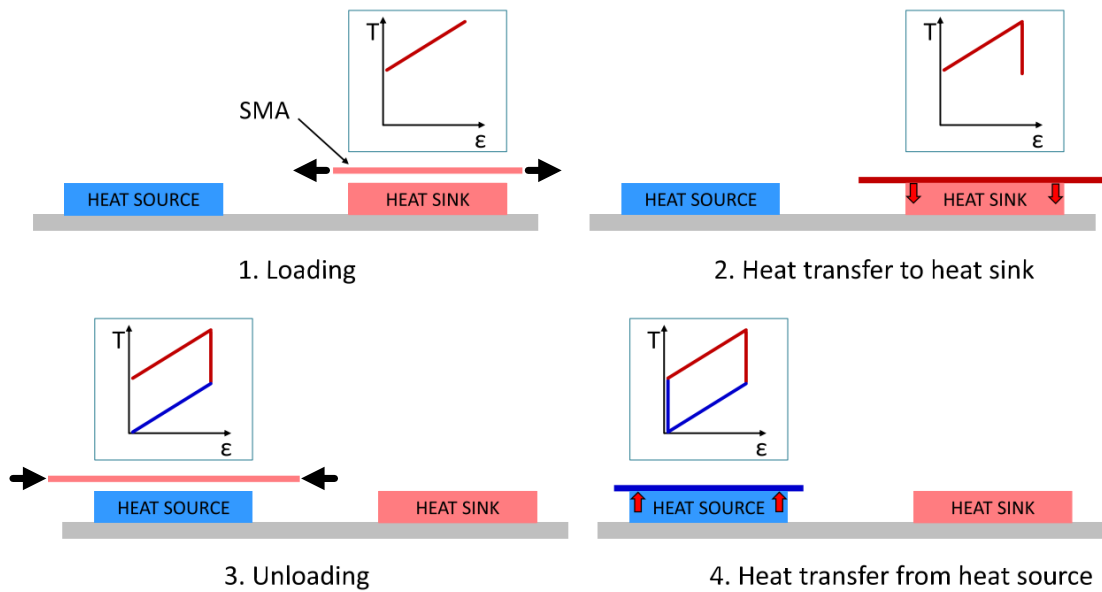 T
ε
SMA
HEAT SOURCE
HEAT SINK
1. Loading
T
ε
HEAT SOURCE
HEAT SINK
2. Heat transfer to heat sink
T
ε
HEAT SOURCE
HEAT SINK
3. Unloading
T
ε
HEAT SOURCE
HEAT SINK
4. Heat transfer from heat source